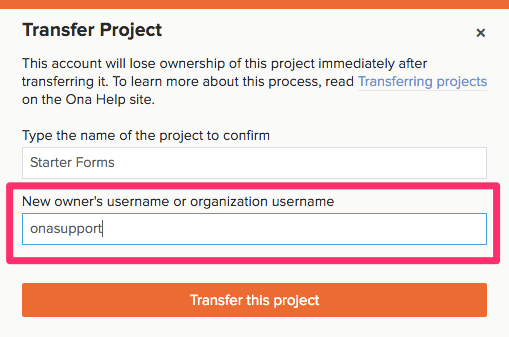 Transfer Project
×
This account will lose ownership of this project immediately after
transferring it. To learn more about this process, read Transferring projects
on the Ona Help site.
Type the name of the project to confirm
Starter Forms
New owner's username or organization username
onasupport
Transfer this project